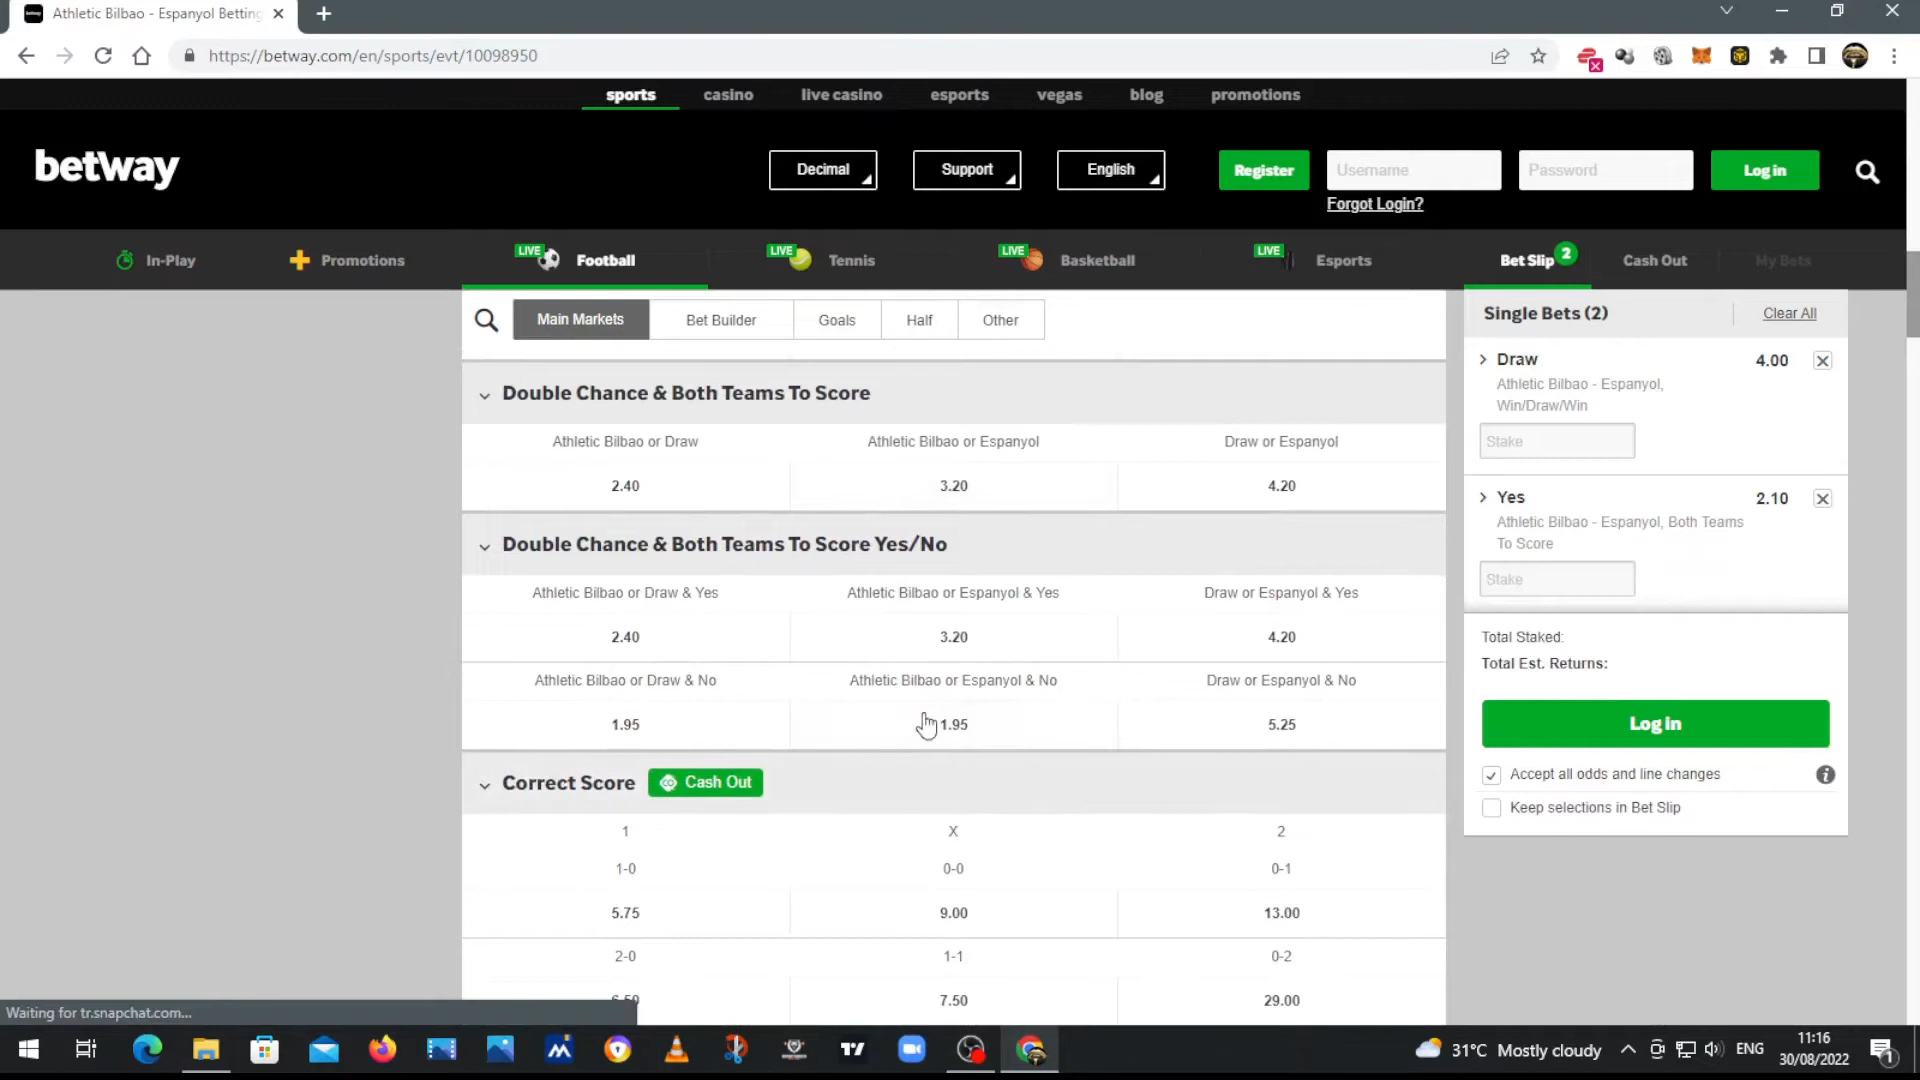 Athletic Bilbao - Espanyol Betting
https://betway.com/en/sports/evt/10098950
sports casino live casino esports vegas blog promotions
betway
Decimal Support English Register Username Password Log in
Forgot Login?
In-Play Promotions LIVE Football LIVE Tennis LIVE Basketball LIVE Esports Bet Slip 2 Cash Out My Bets
Main Markets Bet Builder Goals Half Other
Double Chance & Both Teams To Score
Athletic Bilbao or Draw Athletic Bilbao or Espanyol Draw or Espanyol
2.40 3.20 4.20
Double Chance & Both Teams To Score Yes/No
Athletic Bilbao or Draw & Yes Athletic Bilbao or Espanyol & Yes Draw or Espanyol & Yes
2.40 3.20 4.20
Athletic Bilbao or Draw & No Athletic Bilbao or Espanyol & No Draw or Espanyol & No
1.95 1.95 5.25
Correct Score Cash Out
1 X 2
1-0 0-0 0-1
5.75 9.00 13.00
2-0 1-1 0-2
7.50 29.00
Single Bets (2) Clear All
Draw 4.00
Athletic Bilbao - Espanyol,
Win/Draw/Win
Stake
Yes 2.10
Athletic Bilbao - Espanyol, Both Teams
To Score
Stake
Total Staked:
Total Est. Returns:
Log in
Accept all odds and line changes
Keep selections in Bet Slip
Waiting for tr.snapchat.com...
31°C Mostly cloudy ENG 11:16
30/08/2022 1